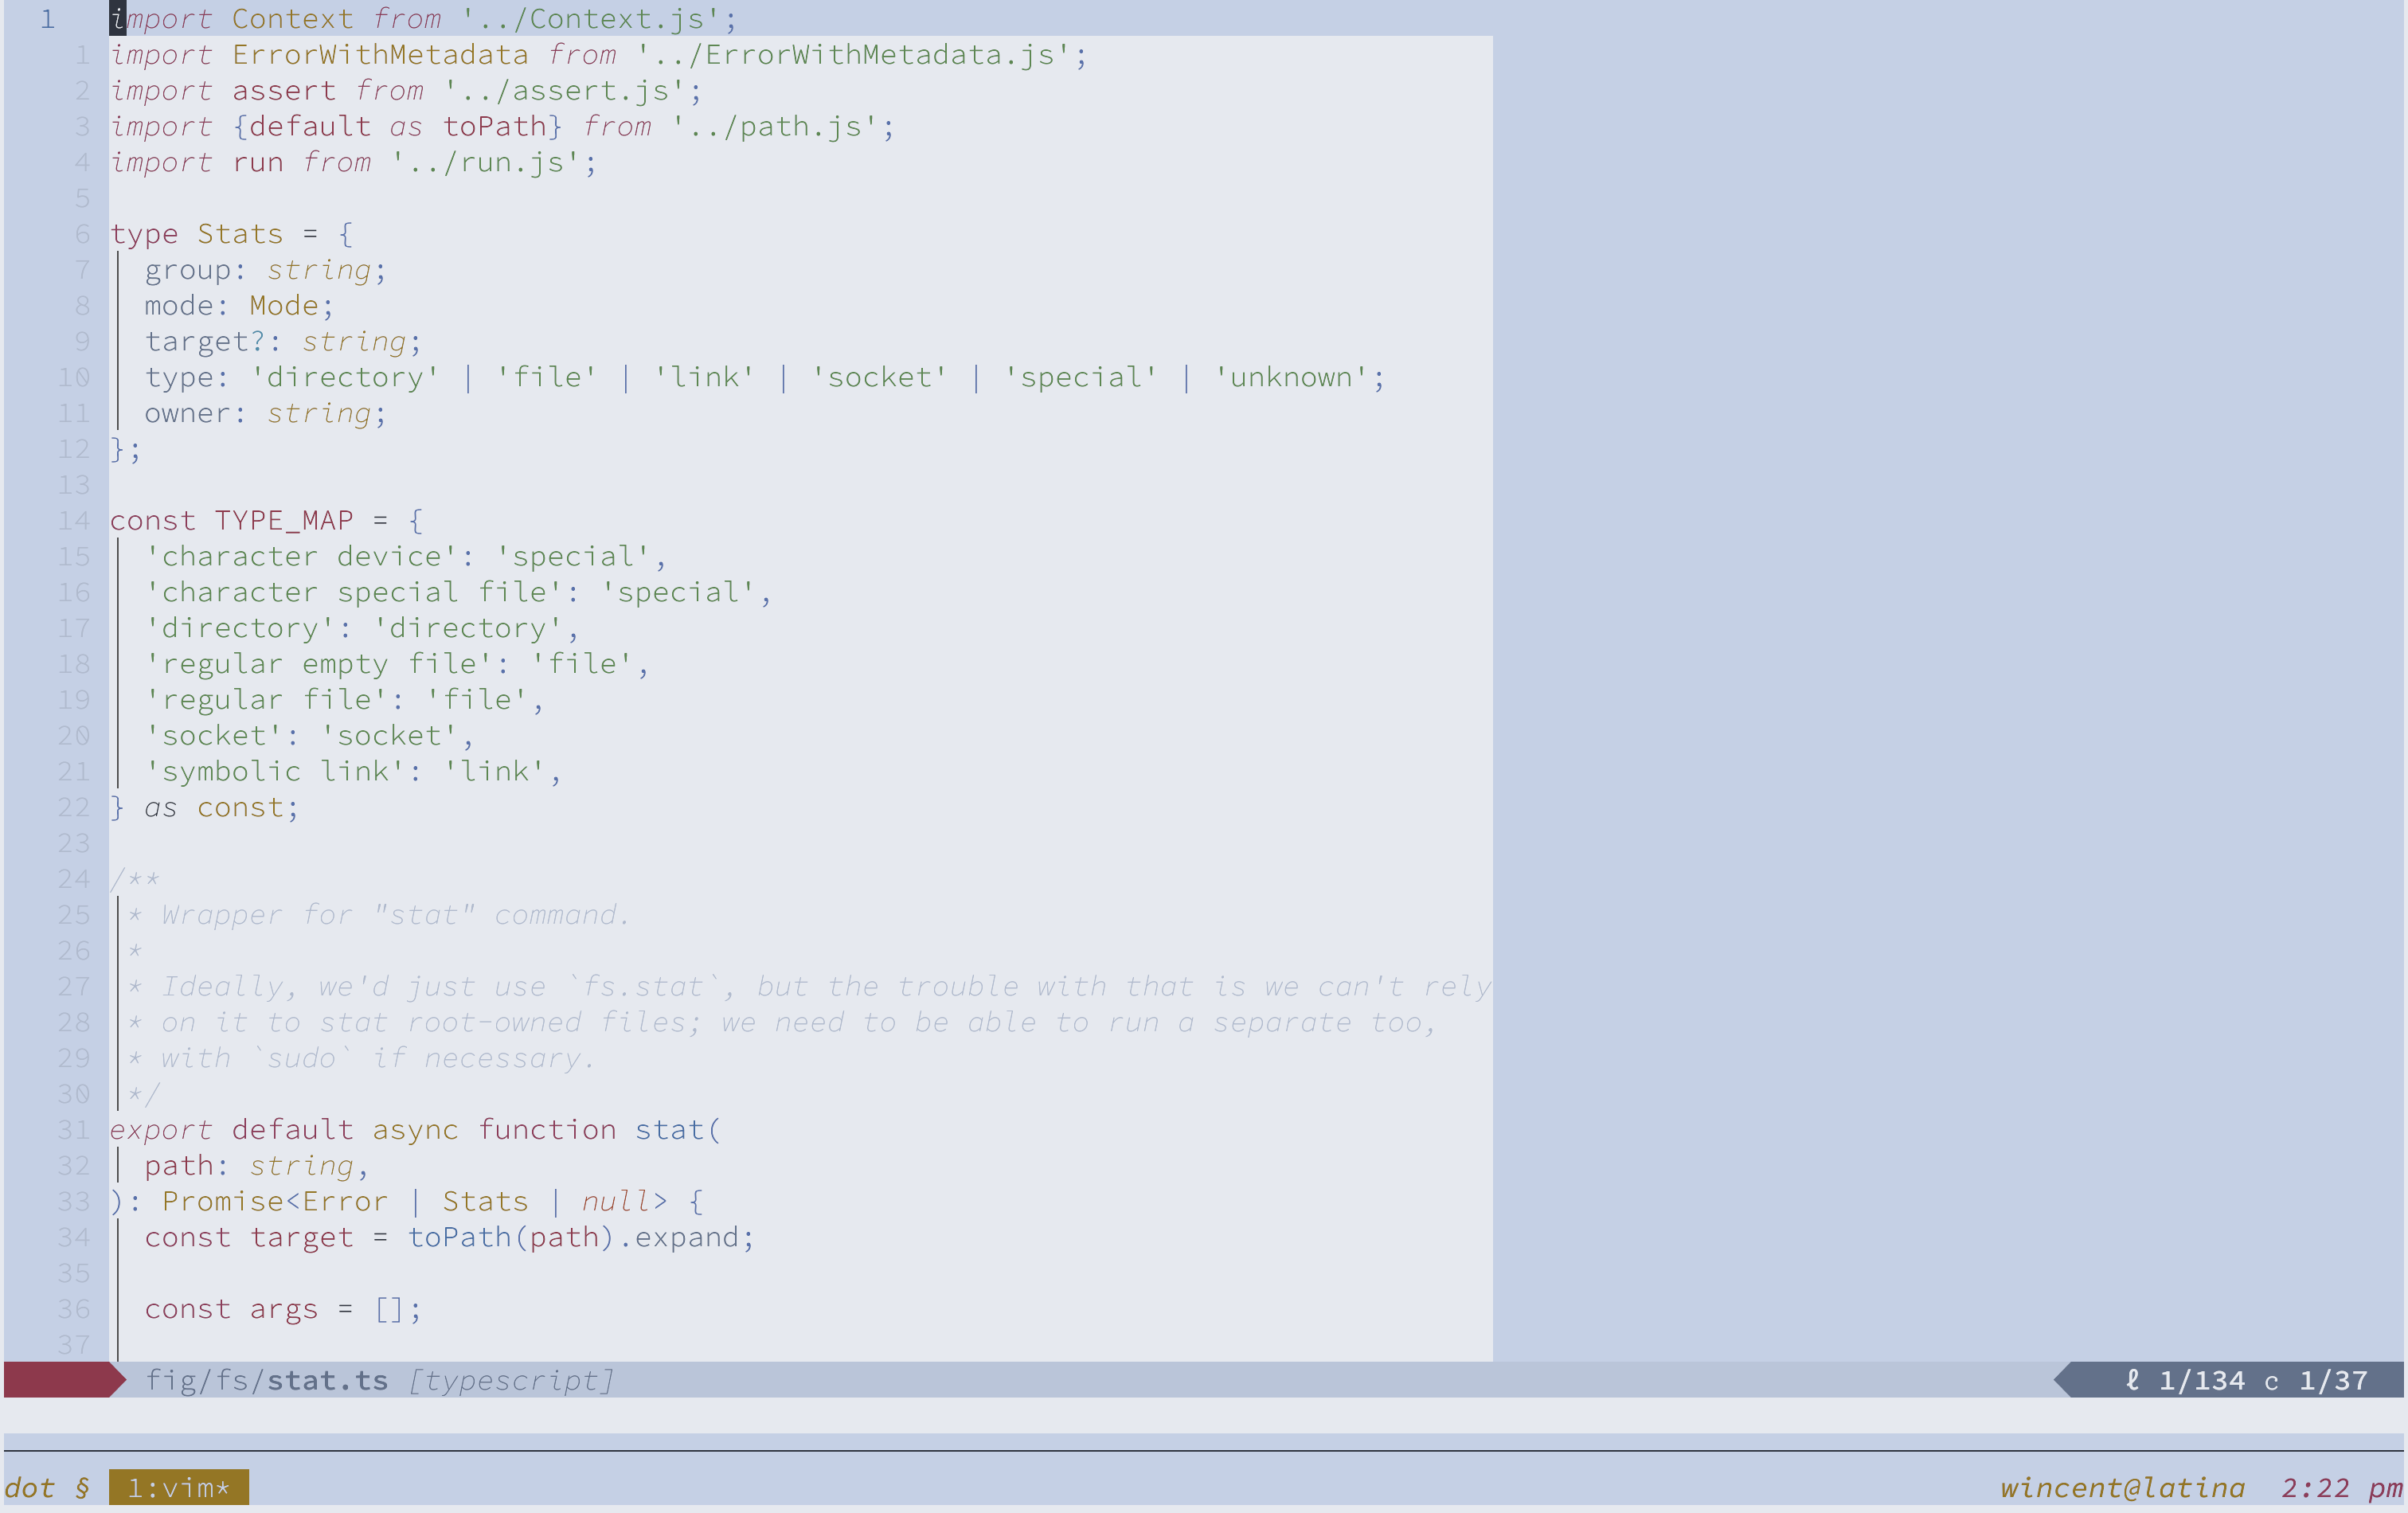 1 import Context from '../Context.js';
1 import ErrorWithMetadata from '../ErrorWithMetadata.js';
2 import assert from '../assert.js';
3 import {default as toPath} from '../path.js';
4 import run from '../run.js';
5
6 type Stats = {
7   group: string;
8   mode: Mode;
9   target?: string;
10   type: 'directory' | 'file' | 'link' | 'socket' | 'special' | 'unknown';
11   owner: string;
12 };
13
14 const TYPE_MAP = {
15   'character device': 'special',
16   'character special file': 'special',
17   'directory': 'directory',
18   'regular empty file': 'file',
19   'regular file': 'file',
20   'socket': 'socket',
21   'symbolic link': 'link',
22 } as const;
23
24 /**
25  * Wrapper for "stat" command.
26  *
27  * Ideally, we'd just use `fs.stat`, but the trouble with that is we can't rely
28  * on it to stat root-owned files; we need to be able to run a separate too,
29  * with `sudo` if necessary.
30  */
31 export default async function stat(
32   path: string,
33 ): Promise<Error | Stats | null> {
34   const target = toPath(path).expand;
35
36   const args = [];
37
fig/fs/stat.ts [typescript] ℓ 1/134 c 1/37
dot § 1:vim* wincent@latina 2:22 pm